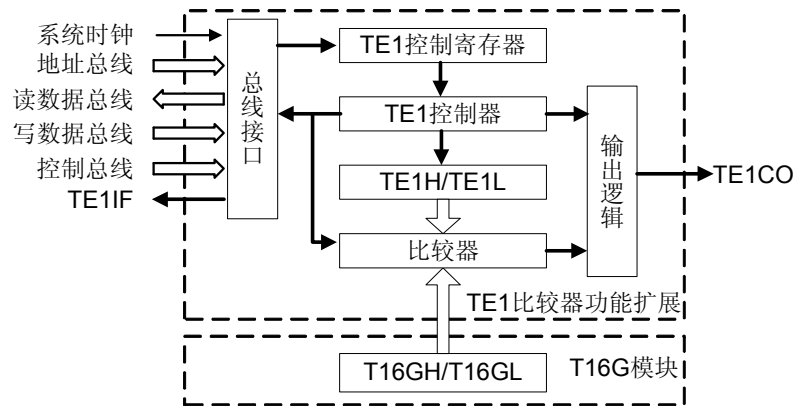 系统时钟
地址总线
读数据总线
写数据总线
控制总线
TE1IF
总线接口
TE1控制寄存器
TE1控制器
TE1H/TE1L
比较器
输出逻辑
TE1CO
TE1比较器功能扩展
T16GH/T16GL
T16G模块